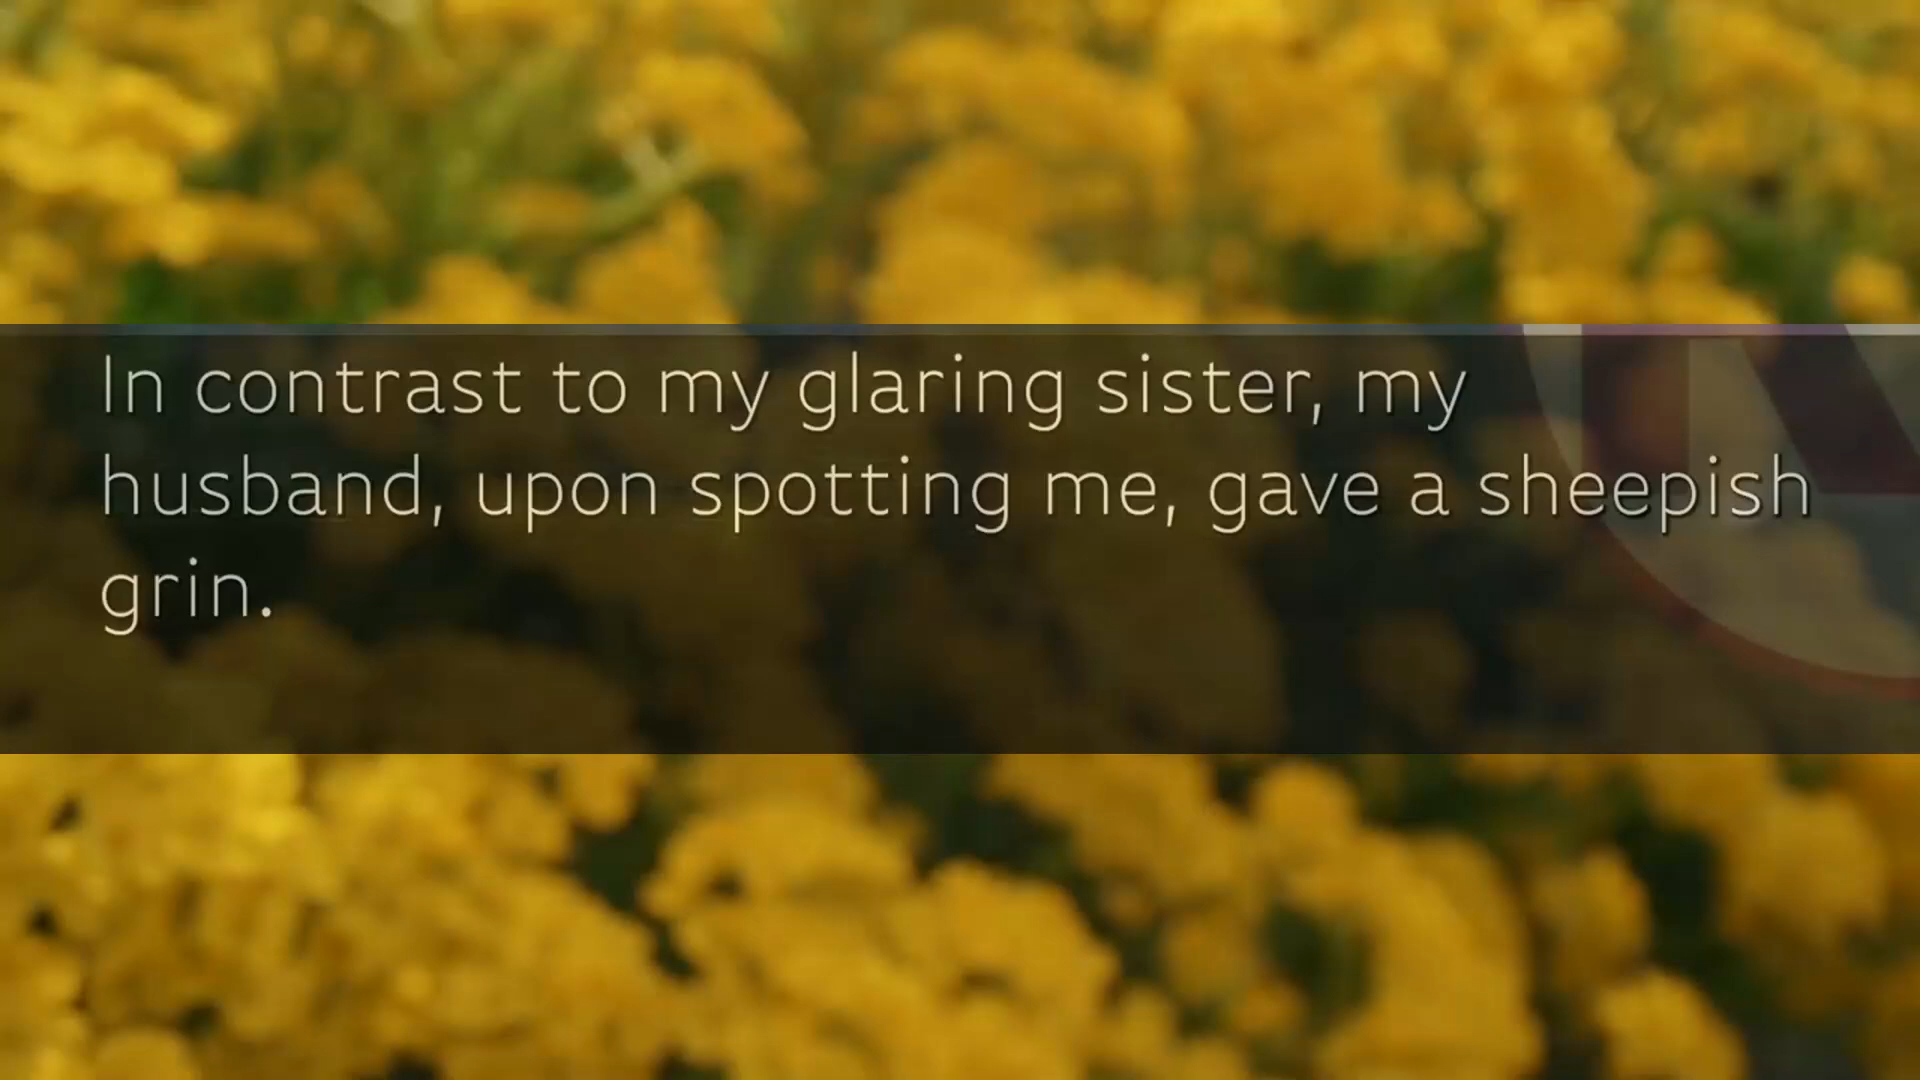 In contrast to my glaring sister, my
husband, upon spotting me, gave a sheepish
grin.